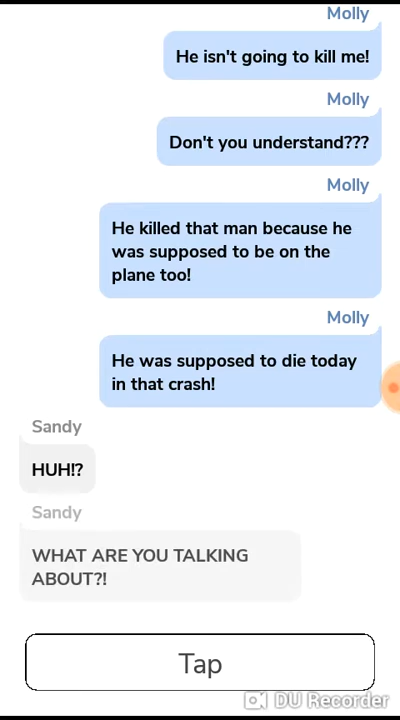 Molly
He isn't going to kill me!
Molly
Don't you understand???
Molly
He killed that man because he
was supposed to be on the
plane too!
Molly
He was supposed to die today
in that crash!
Sandy
HUH!?
Sandy
WHAT ARE YOU TALKING
ABOUT?!
Tap
DU Recorder